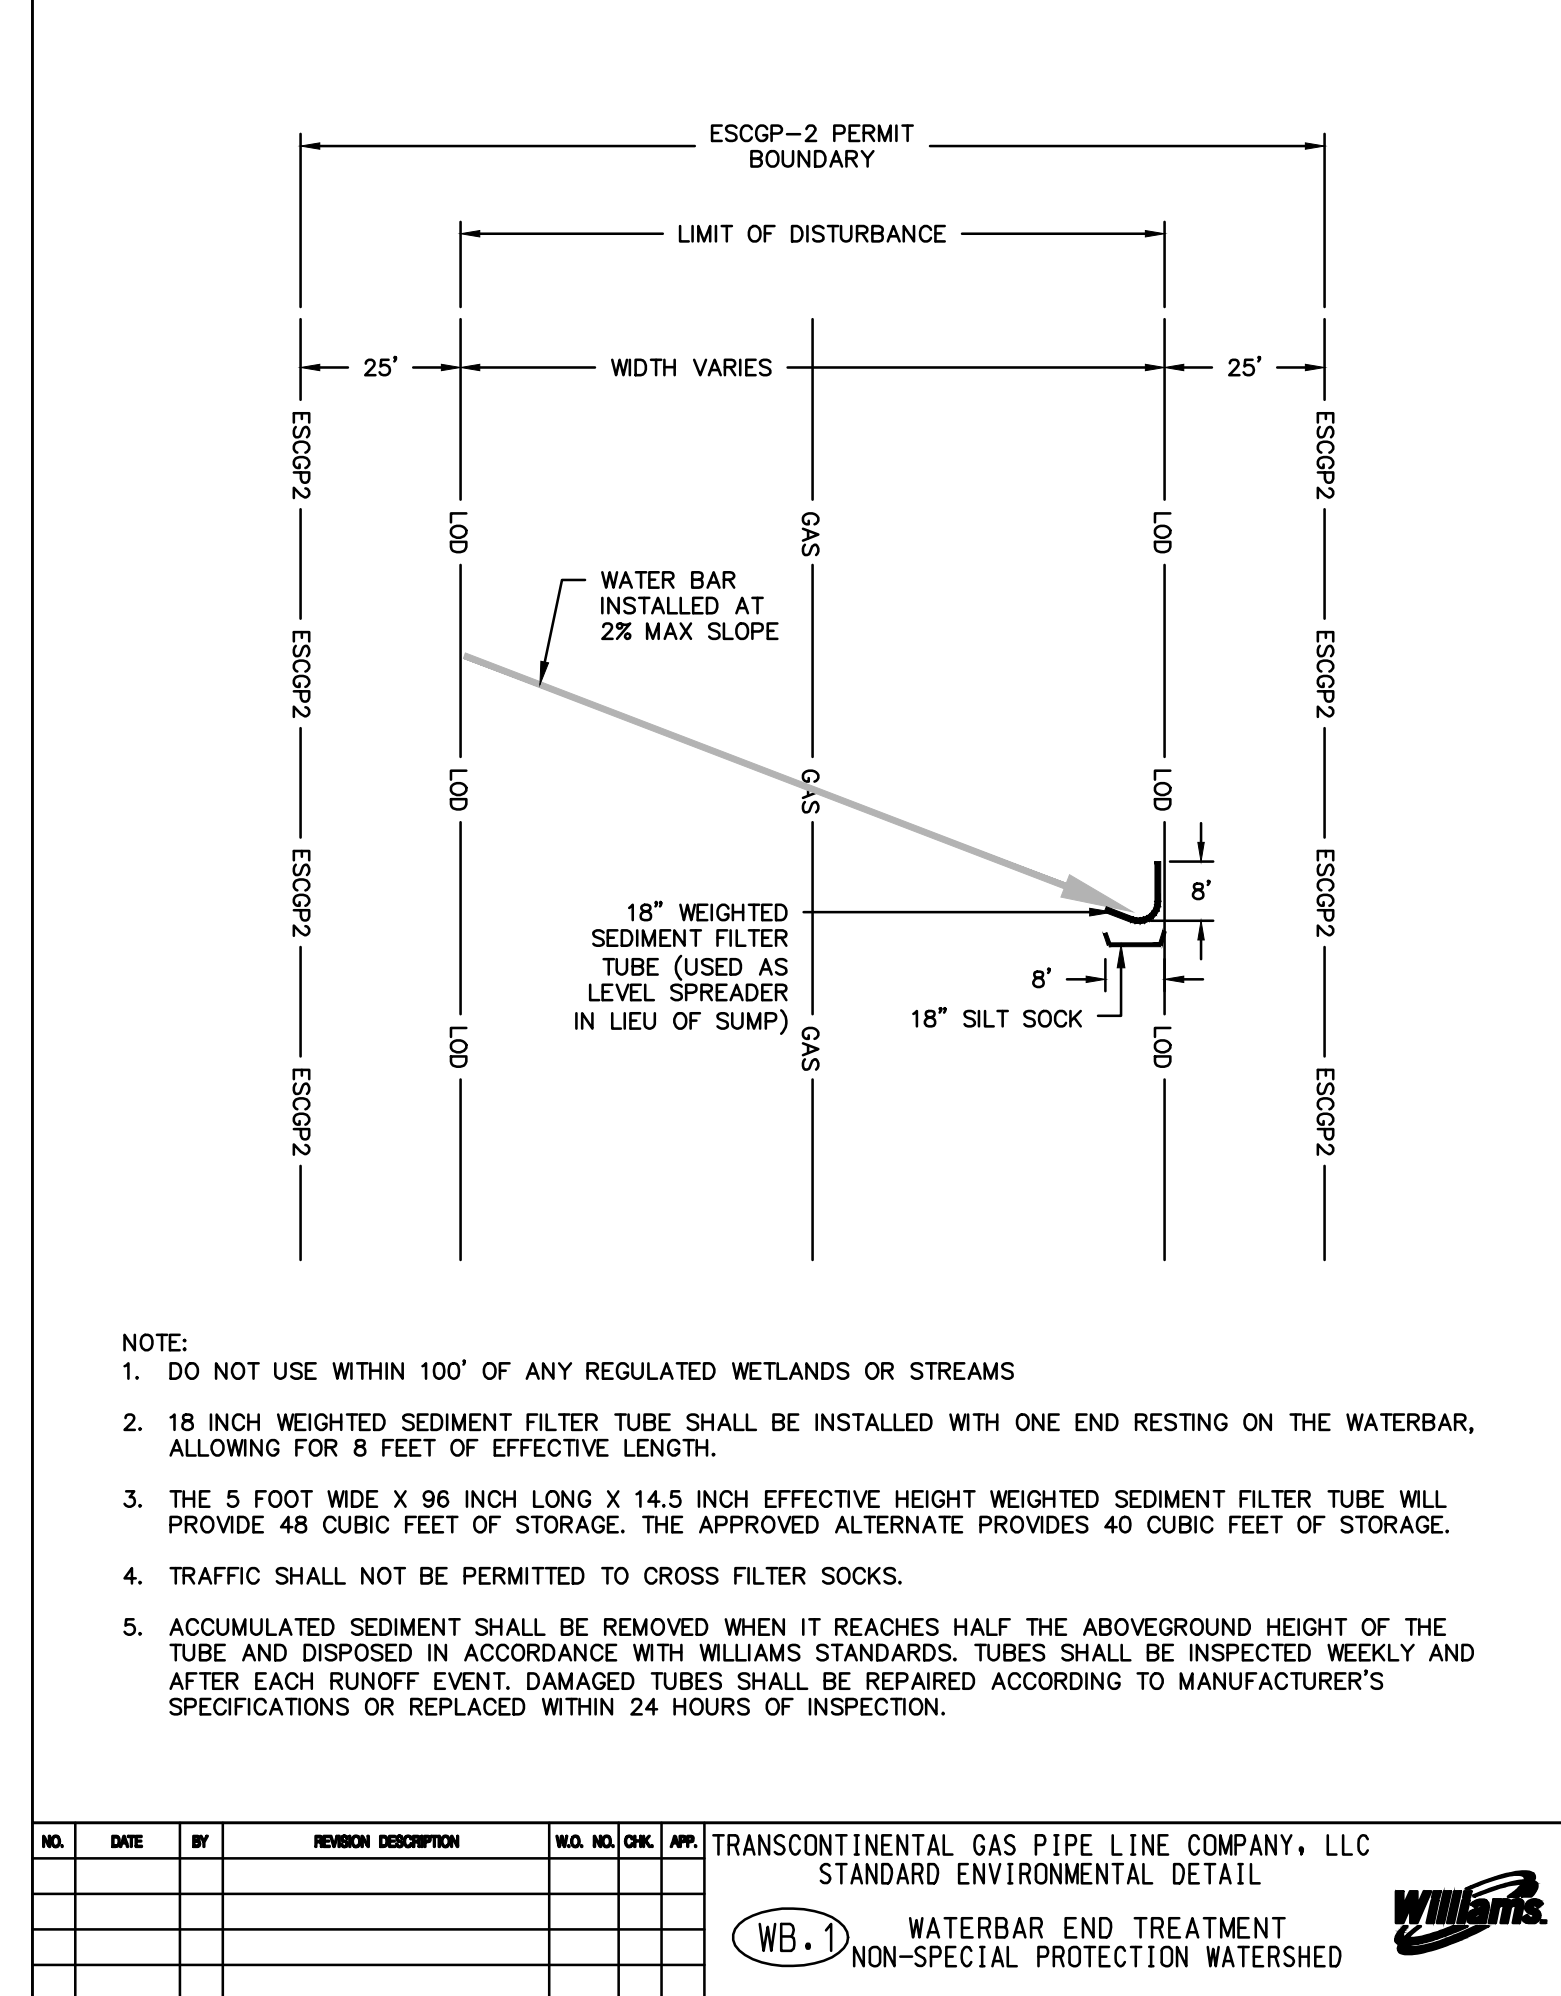 ESCGP-2 PERMIT
BOUNDARY
LIMIT OF DISTURBANCE
25'
WIDTH VARIES
25'
ESCGP2
ESCGP2
LOD
GAS
LOD
WATER BAR
INSTALLED AT
2% MAX SLOPE
ESCGP2
ESCGP2
LOD
GAS
LOD
ESCGP2
ESCGP2
8'
18" WEIGHTED
SEDIMENT FILTER
TUBE (USED AS
LEVEL SPREADER
IN LIEU OF SUMP)
8'
18" SILT SOCK
LOD
GAS
LOD
ESCGP2
ESCGP2
NOTE:
1. DO NOT USE WITHIN 100' OF ANY REGULATED WETLANDS OR STREAMS
2. 18 INCH WEIGHTED SEDIMENT FILTER TUBE SHALL BE INSTALLED WITH ONE END RESTING ON THE WATERBAR,
ALLOWING FOR 8 FEET OF EFFECTIVE LENGTH.
3. THE 5 FOOT WIDE X 96 INCH LONG X 14.5 INCH EFFECTIVE HEIGHT WEIGHTED SEDIMENT FILTER TUBE WILL
PROVIDE 48 CUBIC FEET OF STORAGE. THE APPROVED ALTERNATE PROVIDES 40 CUBIC FEET OF STORAGE.
4. TRAFFIC SHALL NOT BE PERMITTED TO CROSS FILTER SOCKS.
5. ACCUMULATED SEDIMENT SHALL BE REMOVED WHEN IT REACHES HALF THE ABOVEGROUND HEIGHT OF THE
TUBE AND DISPOSED IN ACCORDANCE WITH WILLIAMS STANDARDS. TUBES SHALL BE INSPECTED WEEKLY AND
AFTER EACH RUNOFF EVENT. DAMAGED TUBES SHALL BE REPAIRED ACCORDING TO MANUFACTURER'S
SPECIFICATIONS OR REPLACED WITHIN 24 HOURS OF INSPECTION.
NO. DATE BY REVISION DESCRIPTION W.O. NO. CHK. APP.
TRANSCONTINENTAL GAS PIPE LINE COMPANY, LLC
STANDARD ENVIRONMENTAL DETAIL
Williams.
WB.1
WATERBAR END TREATMENT
NON-SPECIAL PROTECTION WATERSHED